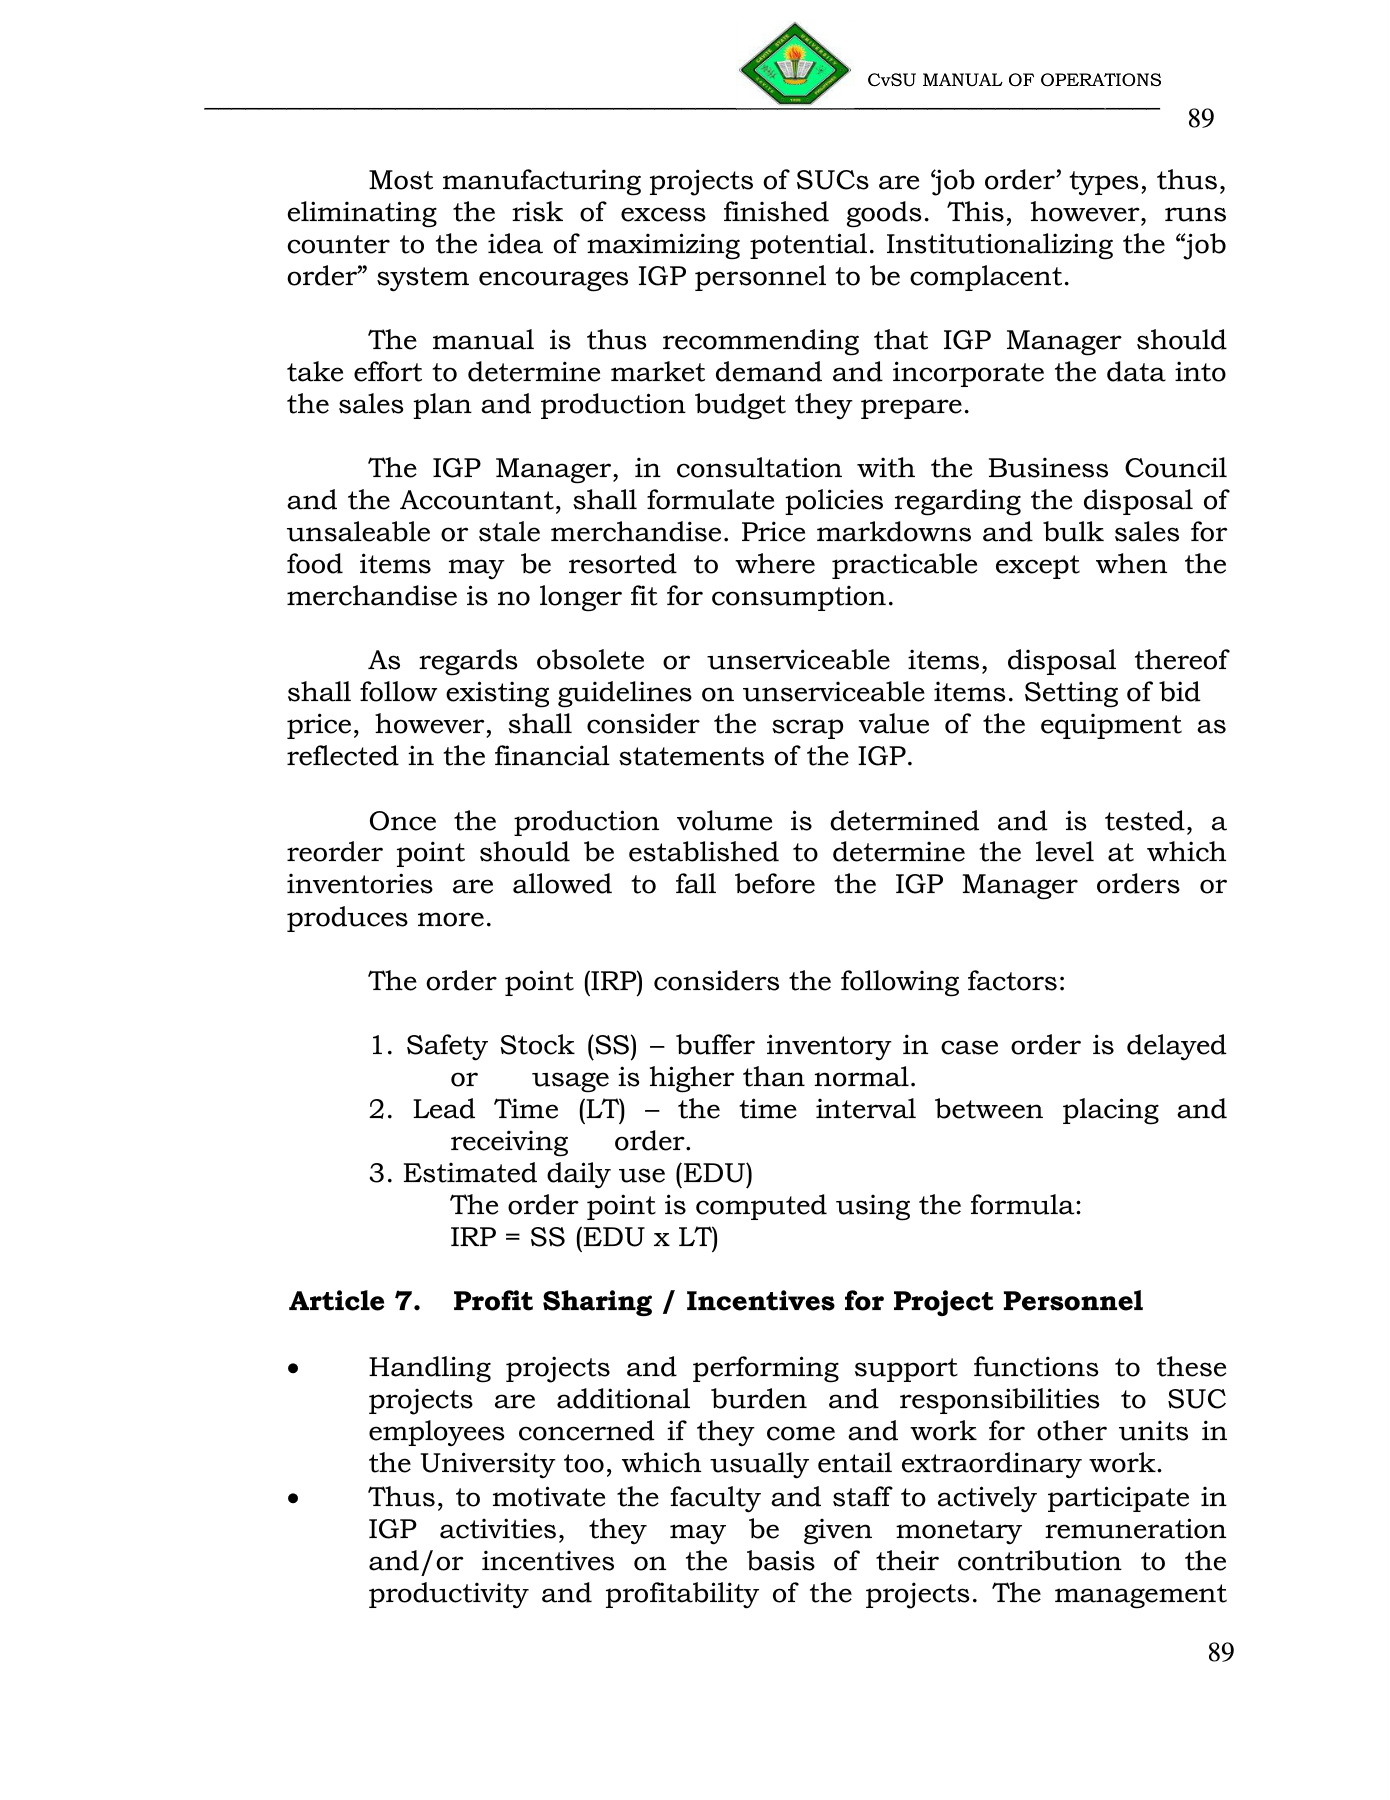 CvSU MANUAL OF OPERATIONS
89
Most manufacturing projects of SUCs are ‘job order’ types, thus,
eliminating the risk of excess finished goods. This, however, runs
counter to the idea of maximizing potential. Institutionalizing the “job
order” system encourages IGP personnel to be complacent.
The manual is thus recommending that IGP Manager should
take effort to determine market demand and incorporate the data into
the sales plan and production budget they prepare.
The IGP Manager, in consultation with the Business Council
and the Accountant, shall formulate policies regarding the disposal of
unsaleable or stale merchandise. Price markdowns and bulk sales for
food items may be resorted to where practicable except when the
merchandise is no longer fit for consumption.
As regards obsolete or unserviceable items, disposal thereof
shall follow existing guidelines on unserviceable items. Setting of bid
price, however, shall consider the scrap value of the equipment as
reflected in the financial statements of the IGP.
Once the production volume is determined and is tested, a
reorder point should be established to determine the level at which
inventories are allowed to fall before the IGP Manager orders or
produces more.
The order point (IRP) considers the following factors:
1. Safety Stock (SS) – buffer inventory in case order is delayed
or usage is higher than normal.
2. Lead Time (LT) – the time interval between placing and
receiving order.
3. Estimated daily use (EDU)
The order point is computed using the formula:
IRP = SS (EDU x LT)
Article 7. Profit Sharing / Incentives for Project Personnel
• Handling projects and performing support functions to these
projects are additional burden and responsibilities to SUC
employees concerned if they come and work for other units in
the University too, which usually entail extraordinary work.
• Thus, to motivate the faculty and staff to actively participate in
IGP activities, they may be given monetary remuneration
and/or incentives on the basis of their contribution to the
productivity and profitability of the projects. The management
89